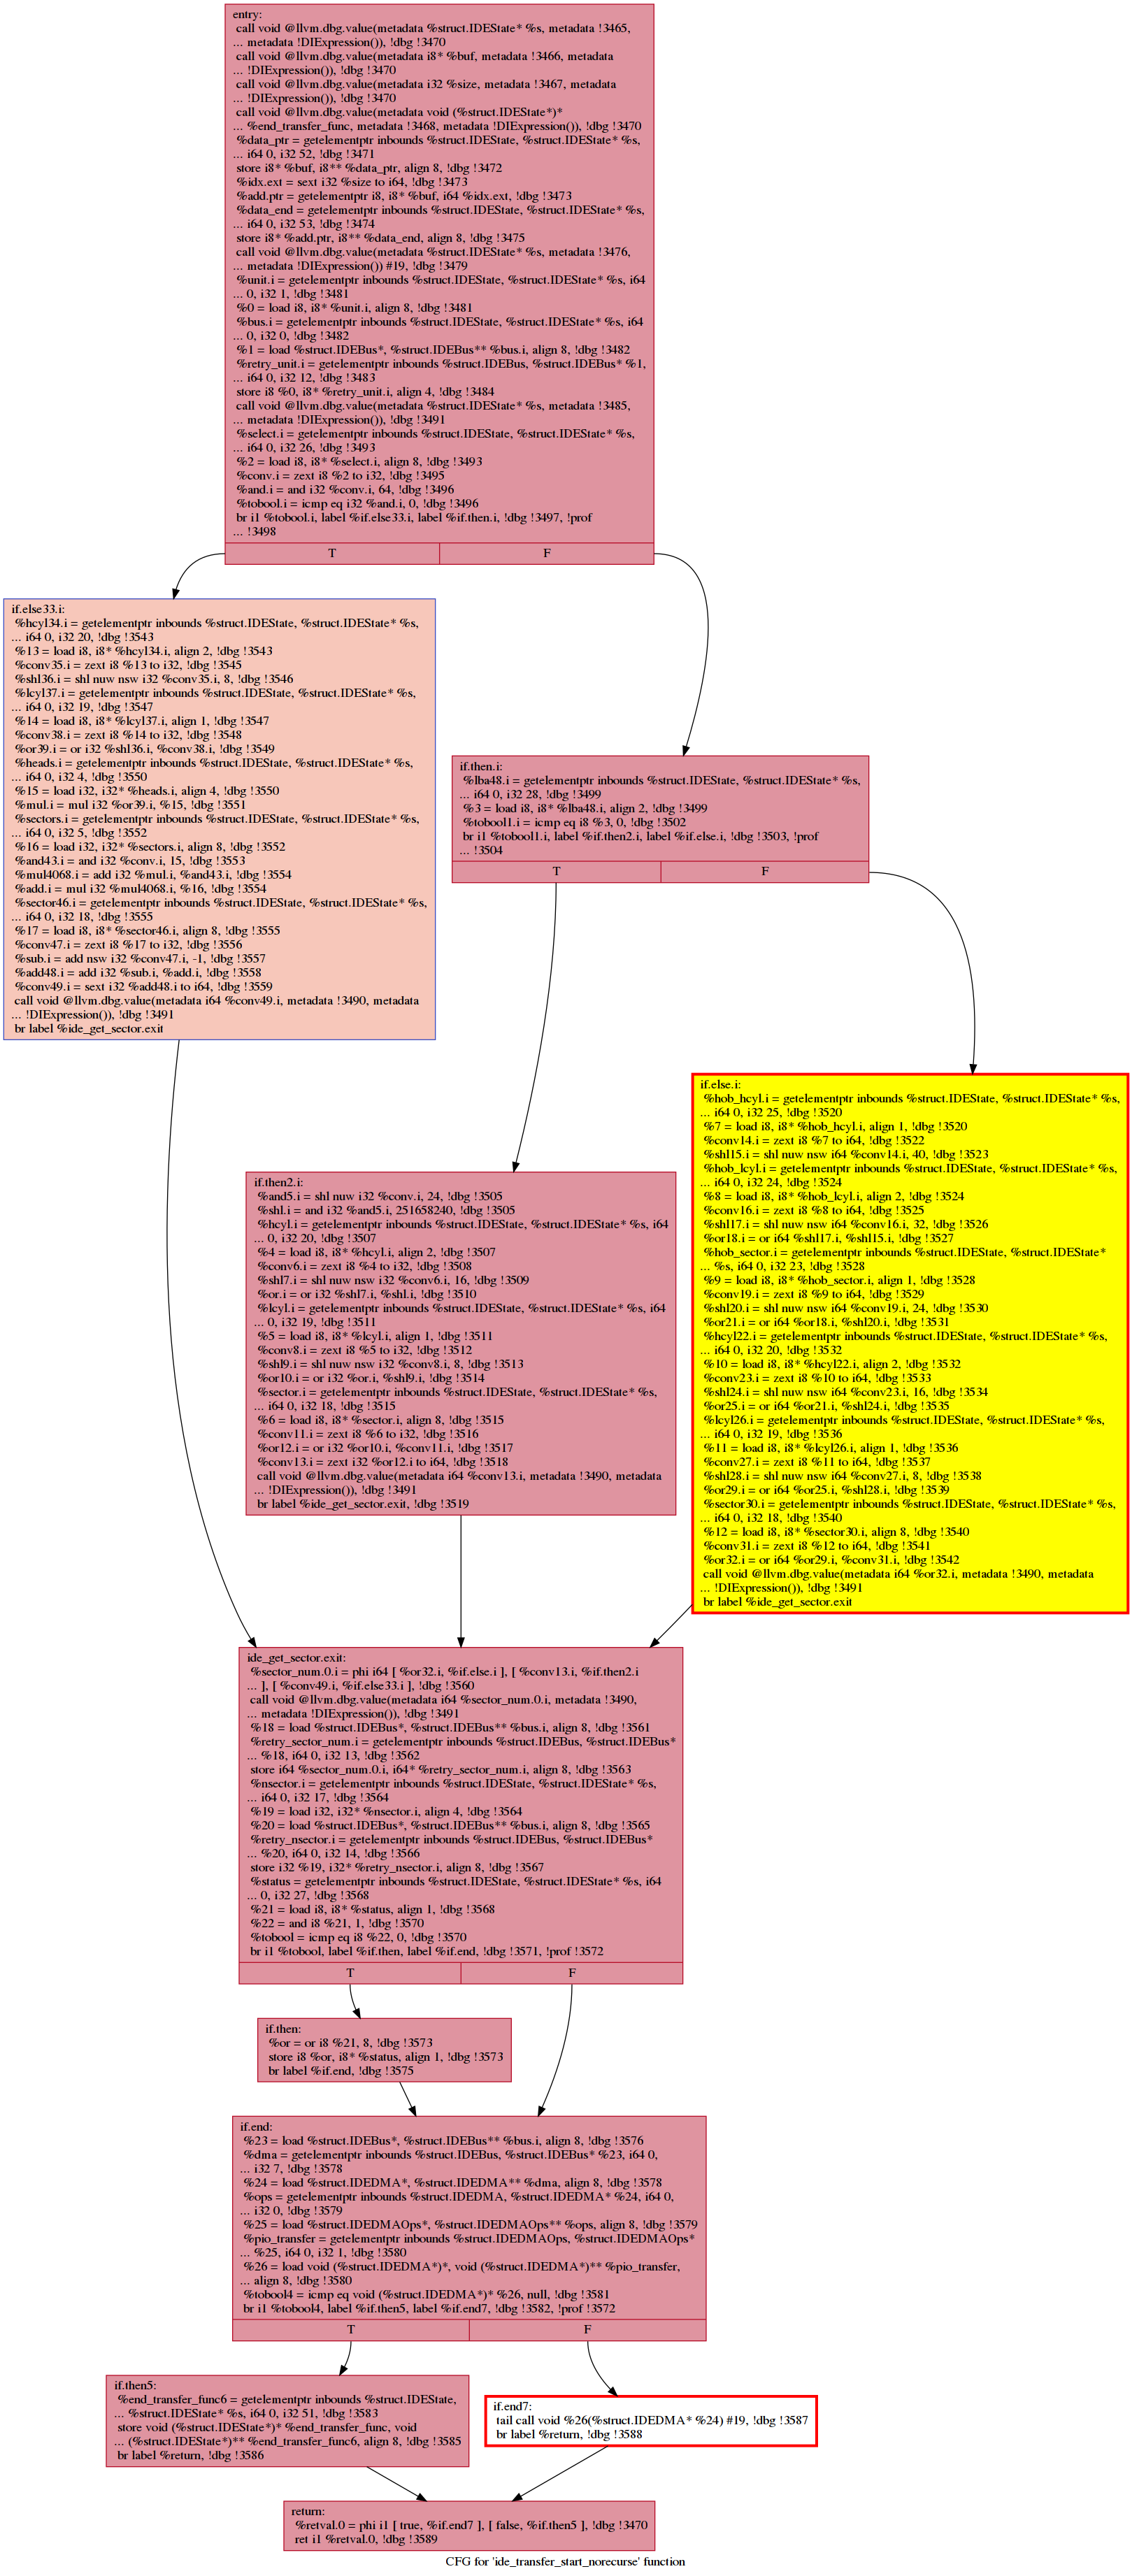 entry:
call void @llvm.dbg.value(metadata %struct.IDEState* %s, metadata !3465,
... metadata !DIExpression()), !dbg !3470
call void @llvm.dbg.value(metadata i8* %buf, metadata !3466, metadata
... !DIExpression()), !dbg !3470
call void @llvm.dbg.value(metadata i32 %size, metadata !3467, metadata
... !DIExpression()), !dbg !3470
call void @llvm.dbg.value(metadata void (%struct.IDEState*)*
... %end_transfer_func, metadata !3468, metadata !DIExpression()), !dbg !3470
%data_ptr = getelementptr inbounds %struct.IDEState, %struct.IDEState* %s,
... i64 0, i32 52, !dbg !3471
store i8* %buf, i8** %data_ptr, align 8, !dbg !3472
%idx.ext = sext i32 %size to i64, !dbg !3473
%add.ptr = getelementptr i8, i8* %buf, i64 %idx.ext, !dbg !3473
%data_end = getelementptr inbounds %struct.IDEState, %struct.IDEState* %s,
... i64 0, i32 53, !dbg !3474
store i8* %add.ptr, i8** %data_end, align 8, !dbg !3475
call void @llvm.dbg.value(metadata %struct.IDEState* %s, metadata !3476,
... metadata !DIExpression()) #19, !dbg !3479
%unit.i = getelementptr inbounds %struct.IDEState, %struct.IDEState* %s, i64
... 0, i32 1, !dbg !3481
%0 = load i8, i8* %unit.i, align 8, !dbg !3481
%bus.i = getelementptr inbounds %struct.IDEState, %struct.IDEState* %s, i64
... 0, i32 0, !dbg !3482
%1 = load %struct.IDEBus*, %struct.IDEBus** %bus.i, align 8, !dbg !3482
%retry_unit.i = getelementptr inbounds %struct.IDEBus, %struct.IDEBus* %1,
... i64 0, i32 12, !dbg !3483
store i8 %0, i8* %retry_unit.i, align 4, !dbg !3484
call void @llvm.dbg.value(metadata %struct.IDEState* %s, metadata !3485,
... metadata !DIExpression()), !dbg !3491
%select.i = getelementptr inbounds %struct.IDEState, %struct.IDEState* %s,
... i64 0, i32 26, !dbg !3493
%2 = load i8, i8* %select.i, align 8, !dbg !3493
%conv.i = zext i8 %2 to i32, !dbg !3495
%and.i = and i32 %conv.i, 64, !dbg !3496
%tobool.i = icmp eq i32 %and.i, 0, !dbg !3496
br i1 %tobool.i, label %if.else33.i, label %if.then.i, !dbg !3497, !prof
... !3498
T F
if.else33.i:
%hcyl34.i = getelementptr inbounds %struct.IDEState, %struct.IDEState* %s,
... i64 0, i32 20, !dbg !3543
%13 = load i8, i8* %hcyl34.i, align 2, !dbg !3543
%conv35.i = zext i8 %13 to i32, !dbg !3545
%shl36.i = shl nuw nsw i32 %conv35.i, 8, !dbg !3546
%lcyl37.i = getelementptr inbounds %struct.IDEState, %struct.IDEState* %s,
... i64 0, i32 19, !dbg !3547
%14 = load i8, i8* %lcyl37.i, align 1, !dbg !3547
%conv38.i = zext i8 %14 to i32, !dbg !3548
%or39.i = or i32 %shl36.i, %conv38.i, !dbg !3549
%heads.i = getelementptr inbounds %struct.IDEState, %struct.IDEState* %s,
... i64 0, i32 4, !dbg !3550
%15 = load i32, i32* %heads.i, align 4, !dbg !3550
%mul.i = mul i32 %or39.i, %15, !dbg !3551
%sectors.i = getelementptr inbounds %struct.IDEState, %struct.IDEState* %s,
... i64 0, i32 5, !dbg !3552
%16 = load i32, i32* %sectors.i, align 8, !dbg !3552
%and43.i = and i32 %conv.i, 15, !dbg !3553
%mul4068.i = add i32 %mul.i, %and43.i, !dbg !3554
%add.i = mul i32 %mul4068.i, %16, !dbg !3554
%sector46.i = getelementptr inbounds %struct.IDEState, %struct.IDEState* %s,
... i64 0, i32 18, !dbg !3555
%17 = load i8, i8* %sector46.i, align 8, !dbg !3555
%conv47.i = zext i8 %17 to i32, !dbg !3556
%sub.i = add nsw i32 %conv47.i, -1, !dbg !3557
%add48.i = add i32 %sub.i, %add.i, !dbg !3558
%conv49.i = sext i32 %add48.i to i64, !dbg !3559
call void @llvm.dbg.value(metadata i64 %conv49.i, metadata !3490, metadata
... !DIExpression()), !dbg !3491
br label %ide_get_sector.exit
if.then.i:
%lba48.i = getelementptr inbounds %struct.IDEState, %struct.IDEState* %s,
... i64 0, i32 28, !dbg !3499
%3 = load i8, i8* %lba48.i, align 2, !dbg !3499
%tobool1.i = icmp eq i8 %3, 0, !dbg !3502
br i1 %tobool1.i, label %if.then2.i, label %if.else.i, !dbg !3503, !prof
... !3504
T F
if.else.i:
%hob_hcyl.i = getelementptr inbounds %struct.IDEState, %struct.IDEState* %s,
... i64 0, i32 25, !dbg !3520
%7 = load i8, i8* %hob_hcyl.i, align 1, !dbg !3520
%conv14.i = zext i8 %7 to i64, !dbg !3522
%shl15.i = shl nuw nsw i64 %conv14.i, 40, !dbg !3523
%hob_lcyl.i = getelementptr inbounds %struct.IDEState, %struct.IDEState* %s,
... i64 0, i32 24, !dbg !3524
%8 = load i8, i8* %hob_lcyl.i, align 2, !dbg !3524
%conv16.i = zext i8 %8 to i64, !dbg !3525
%shl17.i = shl nuw nsw i64 %conv16.i, 32, !dbg !3526
%or18.i = or i64 %shl17.i, %shl15.i, !dbg !3527
%hob_sector.i = getelementptr inbounds %struct.IDEState, %struct.IDEState*
... %s, i64 0, i32 23, !dbg !3528
%9 = load i8, i8* %hob_sector.i, align 1, !dbg !3528
%conv19.i = zext i8 %9 to i64, !dbg !3529
%shl20.i = shl nuw nsw i64 %conv19.i, 24, !dbg !3530
%or21.i = or i64 %or18.i, %shl20.i, !dbg !3531
%hcyl22.i = getelementptr inbounds %struct.IDEState, %struct.IDEState* %s,
... i64 0, i32 20, !dbg !3532
%10 = load i8, i8* %hcyl22.i, align 2, !dbg !3532
%conv23.i = zext i8 %10 to i64, !dbg !3533
%shl24.i = shl nuw nsw i64 %conv23.i, 16, !dbg !3534
%or25.i = or i64 %or21.i, %shl24.i, !dbg !3535
%lcyl26.i = getelementptr inbounds %struct.IDEState, %struct.IDEState* %s,
... i64 0, i32 19, !dbg !3536
%11 = load i8, i8* %lcyl26.i, align 1, !dbg !3536
%conv27.i = zext i8 %11 to i64, !dbg !3537
%shl28.i = shl nuw nsw i64 %conv27.i, 8, !dbg !3538
%or29.i = or i64 %or25.i, %shl28.i, !dbg !3539
%sector30.i = getelementptr inbounds %struct.IDEState, %struct.IDEState* %s,
... i64 0, i32 18, !dbg !3540
%12 = load i8, i8* %sector30.i, align 8, !dbg !3540
%conv31.i = zext i8 %12 to i64, !dbg !3541
%or32.i = or i64 %or29.i, %conv31.i, !dbg !3542
call void @llvm.dbg.value(metadata i64 %or32.i, metadata !3490, metadata
... !DIExpression()), !dbg !3491
br label %ide_get_sector.exit
if.then2.i:
%and5.i = shl nuw i32 %conv.i, 24, !dbg !3505
%shl.i = and i32 %and5.i, 251658240, !dbg !3505
%hcyl.i = getelementptr inbounds %struct.IDEState, %struct.IDEState* %s, i64
... 0, i32 20, !dbg !3507
%4 = load i8, i8* %hcyl.i, align 2, !dbg !3507
%conv6.i = zext i8 %4 to i32, !dbg !3508
%shl7.i = shl nuw nsw i32 %conv6.i, 16, !dbg !3509
%or.i = or i32 %shl7.i, %shl.i, !dbg !3510
%lcyl.i = getelementptr inbounds %struct.IDEState, %struct.IDEState* %s, i64
... 0, i32 19, !dbg !3511
%5 = load i8, i8* %lcyl.i, align 1, !dbg !3511
%conv8.i = zext i8 %5 to i32, !dbg !3512
%shl9.i = shl nuw nsw i32 %conv8.i, 8, !dbg !3513
%or10.i = or i32 %or.i, %shl9.i, !dbg !3514
%sector.i = getelementptr inbounds %struct.IDEState, %struct.IDEState* %s,
... i64 0, i32 18, !dbg !3515
%6 = load i8, i8* %sector.i, align 8, !dbg !3515
%conv11.i = zext i8 %6 to i32, !dbg !3516
%or12.i = or i32 %or10.i, %conv11.i, !dbg !3517
%conv13.i = zext i32 %or12.i to i64, !dbg !3518
call void @llvm.dbg.value(metadata i64 %conv13.i, metadata !3490, metadata
... !DIExpression()), !dbg !3491
br label %ide_get_sector.exit, !dbg !3519
ide_get_sector.exit:
%sector_num.0.i = phi i64 [ %or32.i, %if.else.i ], [ %conv13.i, %if.then2.i
... ], [ %conv49.i, %if.else33.i ], !dbg !3560
call void @llvm.dbg.value(metadata i64 %sector_num.0.i, metadata !3490,
... metadata !DIExpression()), !dbg !3491
%18 = load %struct.IDEBus*, %struct.IDEBus** %bus.i, align 8, !dbg !3561
%retry_sector_num.i = getelementptr inbounds %struct.IDEBus, %struct.IDEBus*
... %18, i64 0, i32 13, !dbg !3562
store i64 %sector_num.0.i, i64* %retry_sector_num.i, align 8, !dbg !3563
%nsector.i = getelementptr inbounds %struct.IDEState, %struct.IDEState* %s,
... i64 0, i32 17, !dbg !3564
%19 = load i32, i32* %nsector.i, align 4, !dbg !3564
%20 = load %struct.IDEBus*, %struct.IDEBus** %bus.i, align 8, !dbg !3565
%retry_nsector.i = getelementptr inbounds %struct.IDEBus, %struct.IDEBus*
... %20, i64 0, i32 14, !dbg !3566
store i32 %19, i32* %retry_nsector.i, align 8, !dbg !3567
%status = getelementptr inbounds %struct.IDEState, %struct.IDEState* %s, i64
... 0, i32 27, !dbg !3568
%21 = load i8, i8* %status, align 1, !dbg !3568
%22 = and i8 %21, 1, !dbg !3570
%tobool = icmp eq i8 %22, 0, !dbg !3570
br i1 %tobool, label %if.then, label %if.end, !dbg !3571, !prof !3572
T F
if.then:
%or = or i8 %21, 8, !dbg !3573
store i8 %or, i8* %status, align 1, !dbg !3573
br label %if.end, !dbg !3575
if.end:
%23 = load %struct.IDEBus*, %struct.IDEBus** %bus.i, align 8, !dbg !3576
%dma = getelementptr inbounds %struct.IDEBus, %struct.IDEBus* %23, i64 0,
... i32 7, !dbg !3578
%24 = load %struct.IDEDMA*, %struct.IDEDMA** %dma, align 8, !dbg !3578
%ops = getelementptr inbounds %struct.IDEDMA, %struct.IDEDMA* %24, i64 0,
... i32 0, !dbg !3579
%25 = load %struct.IDEDMAOps*, %struct.IDEDMAOps** %ops, align 8, !dbg !3579
%pio_transfer = getelementptr inbounds %struct.IDEDMAOps, %struct.IDEDMAOps*
... %25, i64 0, i32 1, !dbg !3580
%26 = load void (%struct.IDEDMA*)*, void (%struct.IDEDMA*)** %pio_transfer,
... align 8, !dbg !3580
%tobool4 = icmp eq void (%struct.IDEDMA*)* %26, null, !dbg !3581
br i1 %tobool4, label %if.then5, label %if.end7, !dbg !3582, !prof !3572
T F
if.then5:
%end_transfer_func6 = getelementptr inbounds %struct.IDEState,
... %struct.IDEState* %s, i64 0, i32 51, !dbg !3583
store void (%struct.IDEState*)* %end_transfer_func, void
... (%struct.IDEState*)** %end_transfer_func6, align 8, !dbg !3585
br label %return, !dbg !3586
if.end7:
tail call void %26(%struct.IDEDMA* %24) #19, !dbg !3587
br label %return, !dbg !3588
return:
%retval.0 = phi i1 [ true, %if.end7 ], [ false, %if.then5 ], !dbg !3470
ret i1 %retval.0, !dbg !3589
CFG for 'ide_transfer_start_norecurse' function